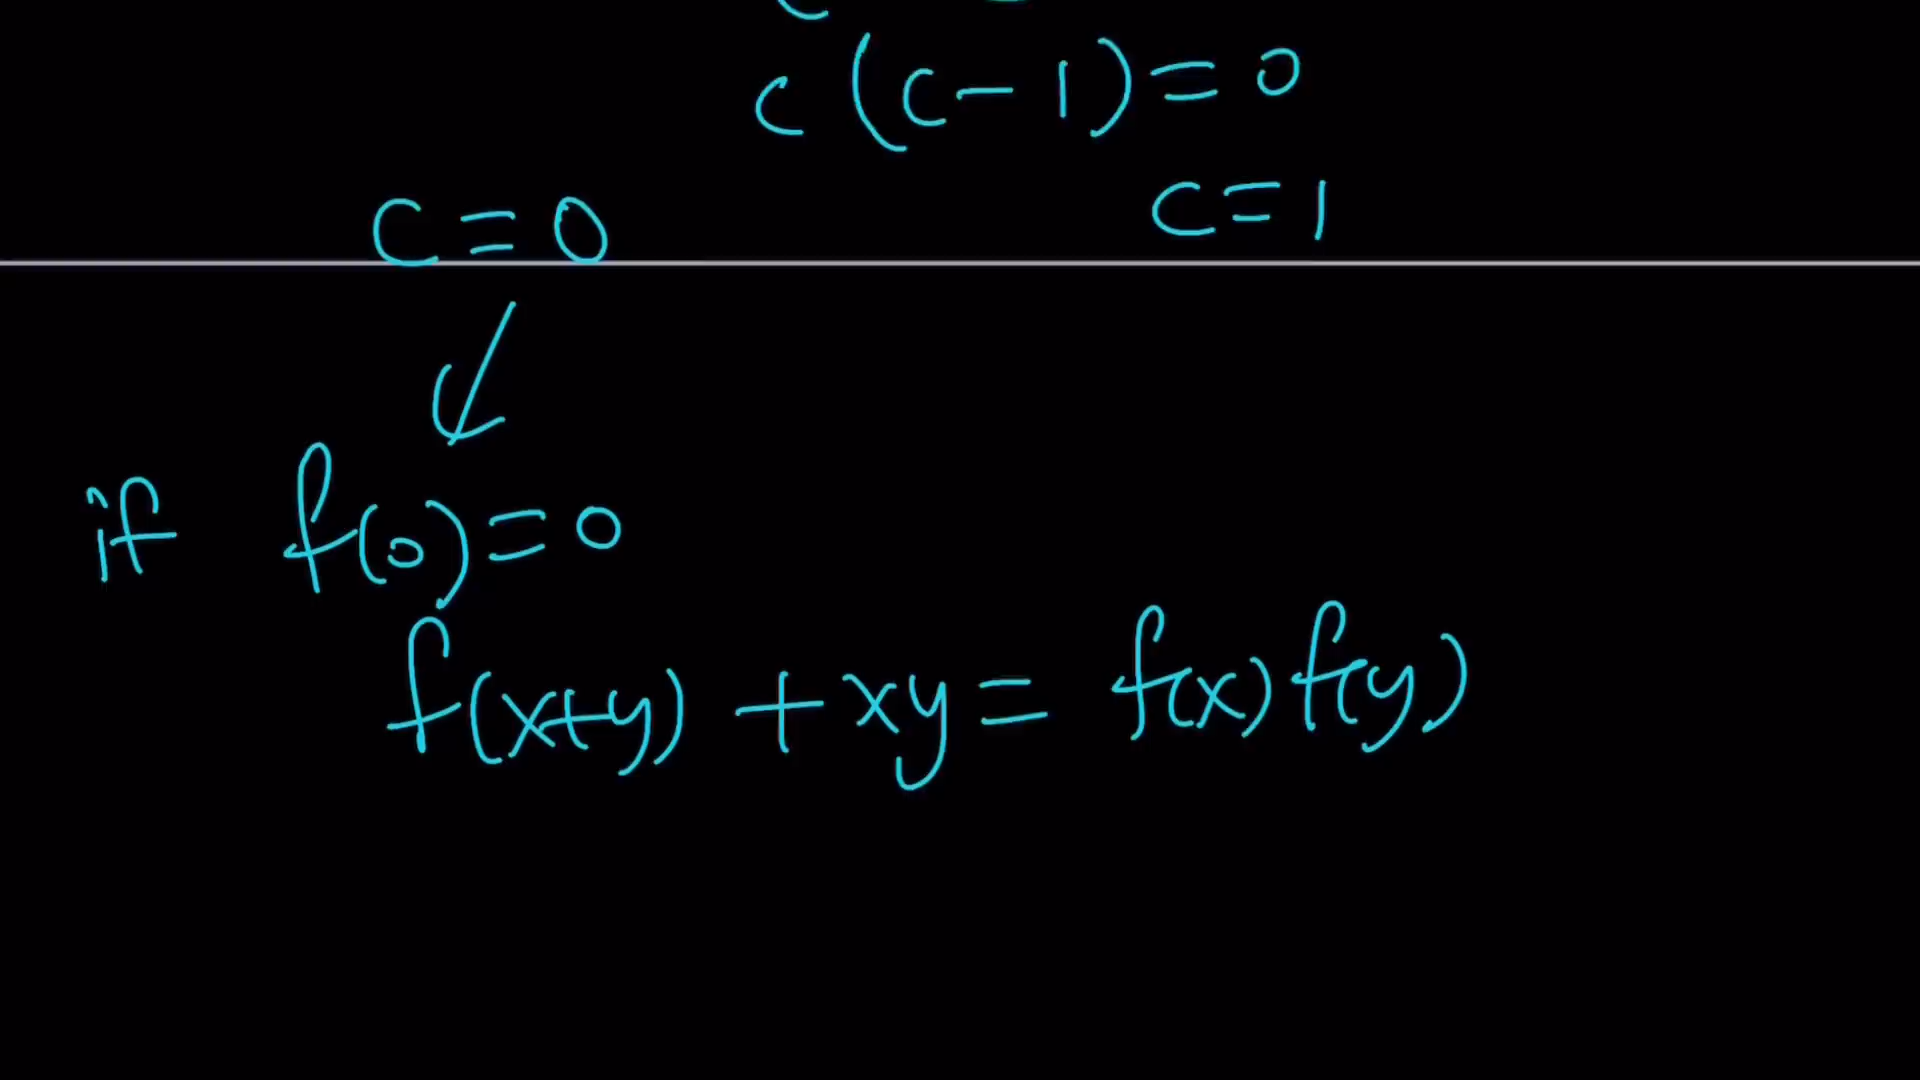 c(c-1)=0
c=0 c=1
if f(0)=0
f(x+y)+xy=f(x)f(y)